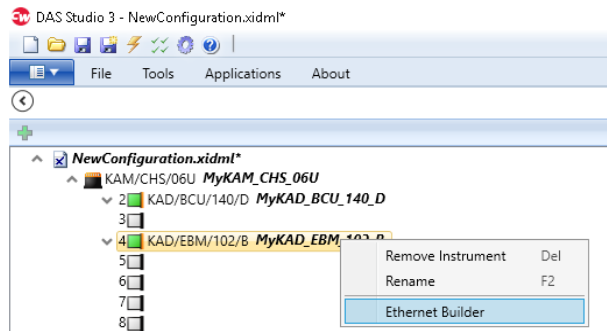 DAS Studio 3 - NewConfiguration.xidml*
File Tools Applications About
NewConfiguration.xidml*
KAM/CHS/06U MyKAM_CHS_06U
2 KAD/BCU/140/D MyKAD_BCU_140_D
3
4 KAD/EBM/102/B MyKAD_EBM_102_B
5
Remove Instrument Del
6
Rename F2
7
Ethernet Builder
8